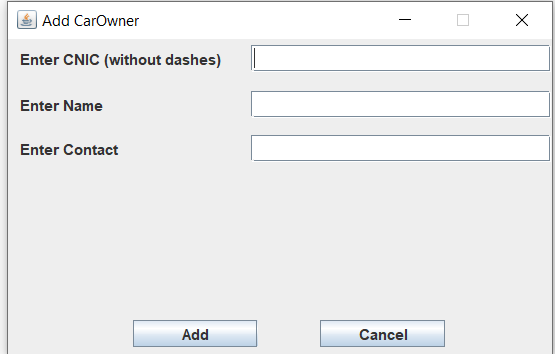 Add CarOwner
Enter CNIC (without dashes)
Enter Name
Enter Contact
Add Cancel